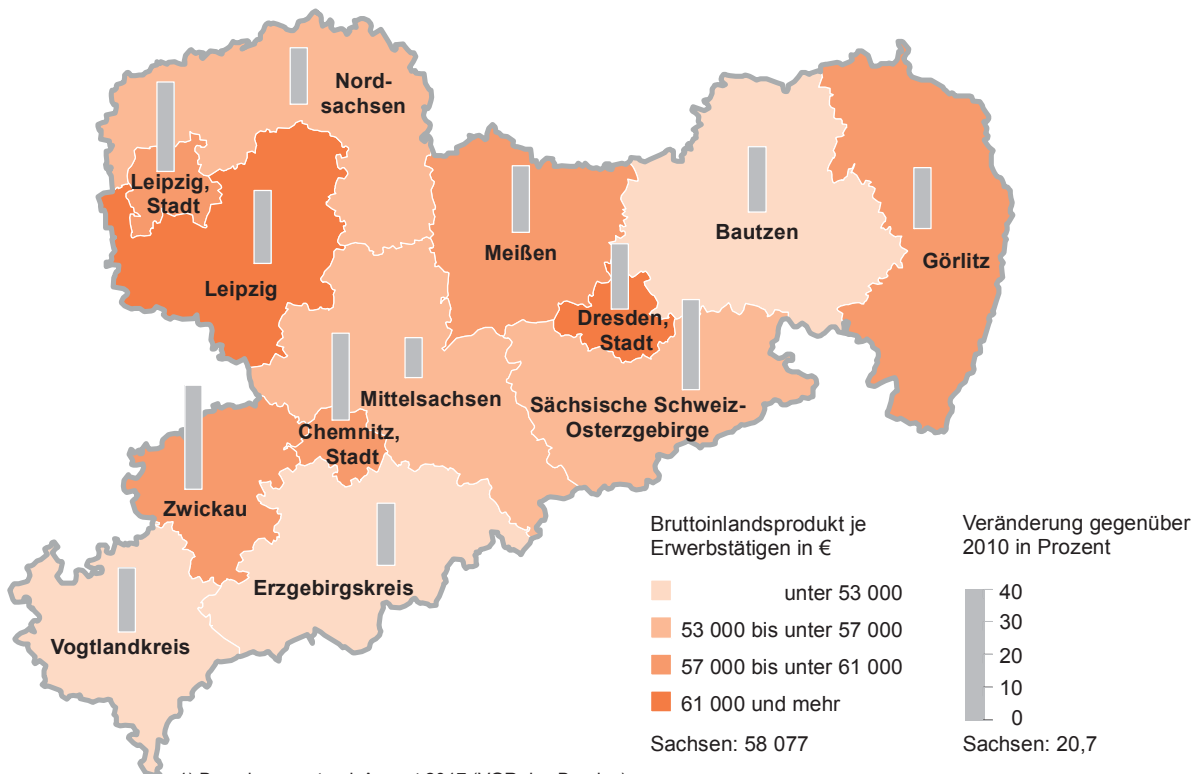 Nord-
sachsen
Leipzig,
Stadt
Leipzig
Meißen
Bautzen
Görlitz
Dresden,
Stadt
Mittelsachsen
Sächsische Schweiz-
Osterzgebirge
Chemnitz,
Stadt
Zwickau
Erzgebirgskreis
Vogtlandkreis
Bruttoinlandsprodukt je
Erwerbstätigen in €
unter 53 000
53 000 bis unter 57 000
57 000 bis unter 61 000
61 000 und mehr
Sachsen: 58 077
Veränderung gegenüber
2010 in Prozent
40
30
20
10
0
Sachsen: 20,7